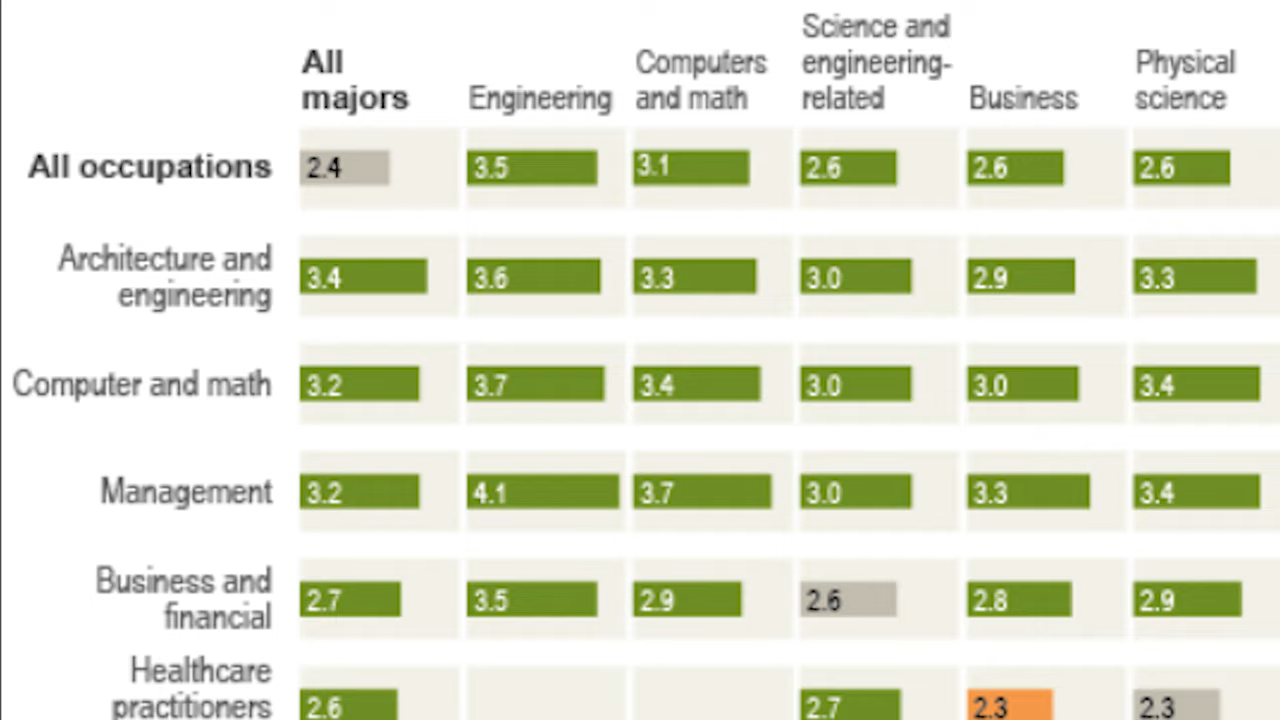 Science and
All
Computers
engineering-
Physical
majors
Engineering
and math
related
Business
science
All occupations
2.4
3.5
3.1
2.6
2.6
2.6
Architecture and
engineering
3.4
3.6
3.3
3.0
2.9
3.3
Computer and math
3.2
3.7
3.4
3.0
3.0
3.4
Management
3.2
4.1
3.7
3.0
3.3
3.4
Business and
financial
2.7
3.5
2.9
2.6
2.8
2.9
Healthcare
practitioners
2.6
2.7
2.3
2.3